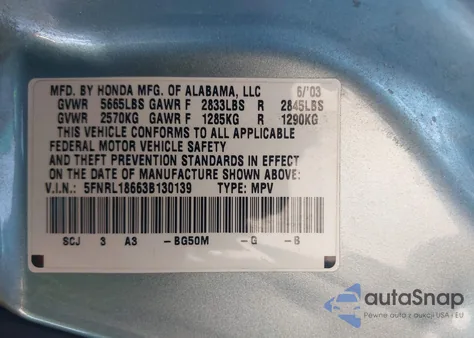 MFD. BY HONDA MFG. OF ALABAMA, LLC 6/'03
GVWR 5665LBS GAWR F 2833LBS R 2845LBS
GVWR 2570KG GAWR F 1285KG R 1290KG
THIS VEHICLE CONFORMS TO ALL APPLICABLE
FEDERAL MOTOR VEHICLE SAFETY
AND THEFT PREVENTION STANDARDS IN EFFECT
ON THE DATE OF MANUFACTURE SHOWN ABOVE.
V.I.N.: 5FNRL18663B130139 TYPE: MPV
SCJ 3 A3 -BG50M -G -6
autoSnap
Pewne auta z aukcji USA i EU